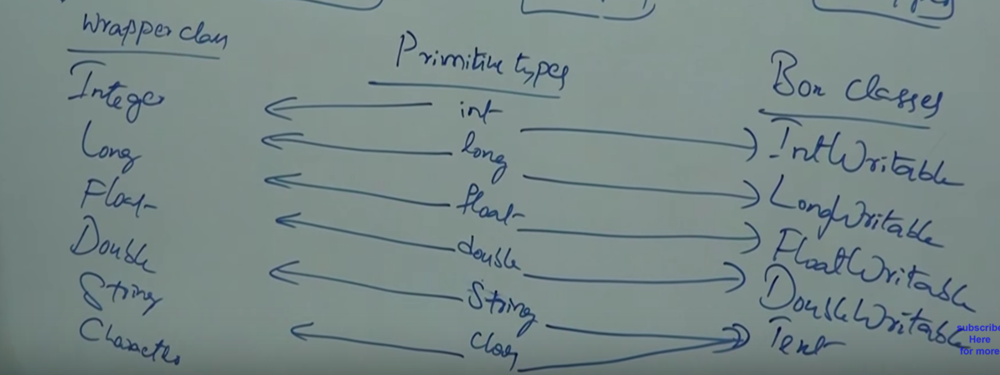 Wrapper class
Primitive types
Box Classes
Integer
int
IntWritable
Long
long
LongWritable
Float
float
FloatWritable
Double
double
DoubleWritable
String
String
Text
Character
subscribe
Here
for more